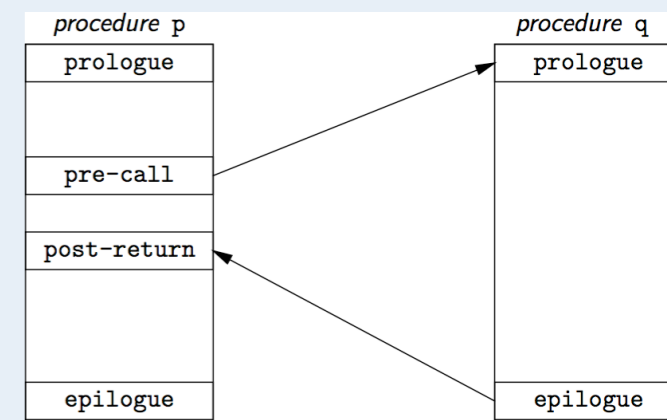 procedure p
prologue
pre-call
post-return
epilogue
procedure q
prologue
epilogue